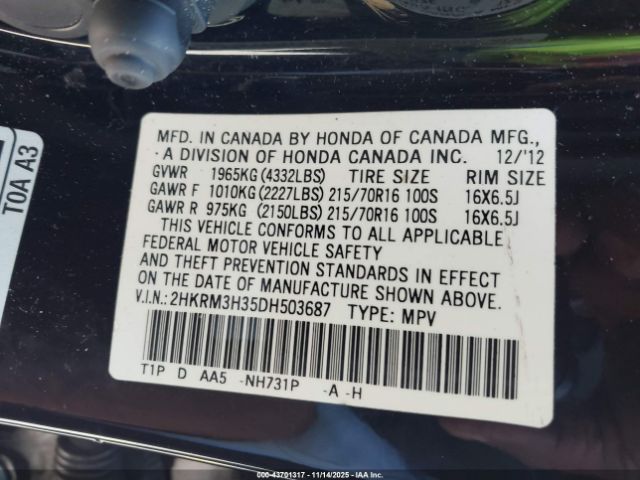 MFD. IN CANADA BY HONDA OF CANADA MFG.,
A DIVISION OF HONDA CANADA INC. 12/'12
GVWR 1965KG (4332LBS) TIRE SIZE RIM SIZE
GAWR F 1010KG (2227LBS) 215/70R16 100S 16X6.5J
GAWR R 975KG (2150LBS) 215/70R16 100S 16X6.5J
THIS VEHICLE CONFORMS TO ALL APPLICABLE
FEDERAL MOTOR VEHICLE SAFETY
AND THEFT PREVENTION STANDARDS IN EFFECT
ON THE DATE OF MANUFACTURE SHOWN ABOVE.
V.I.N.: 2HKRM3H35DH503687 TYPE: MPV
T1P D AA5 -NH731P -A -H
T0A A3
000-43701317 | 11/14/2025 | IAA Inc.